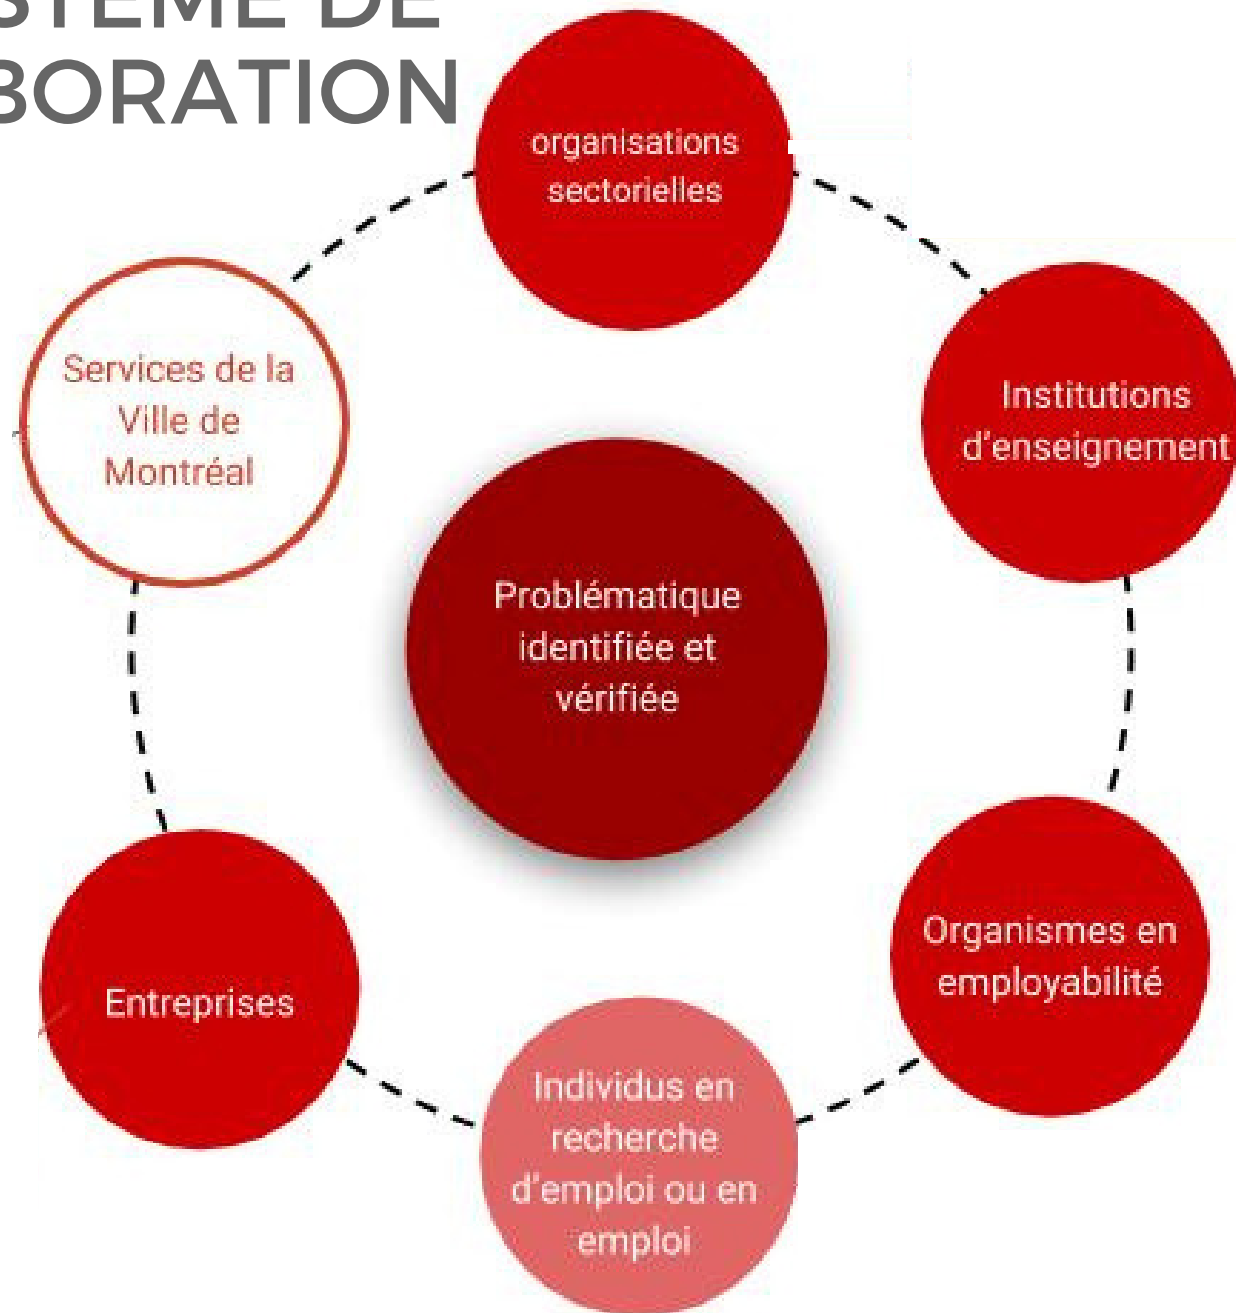 STÈME DE
BORATION
organisations
sectorielles
Services de la
Ville de
Montréal
Institutions
d'enseignement
Problématique
identifiée et
vérifiée
Organismes en
employabilité
Entreprises
Individus en
recherche
d'emploi ou en
emploi